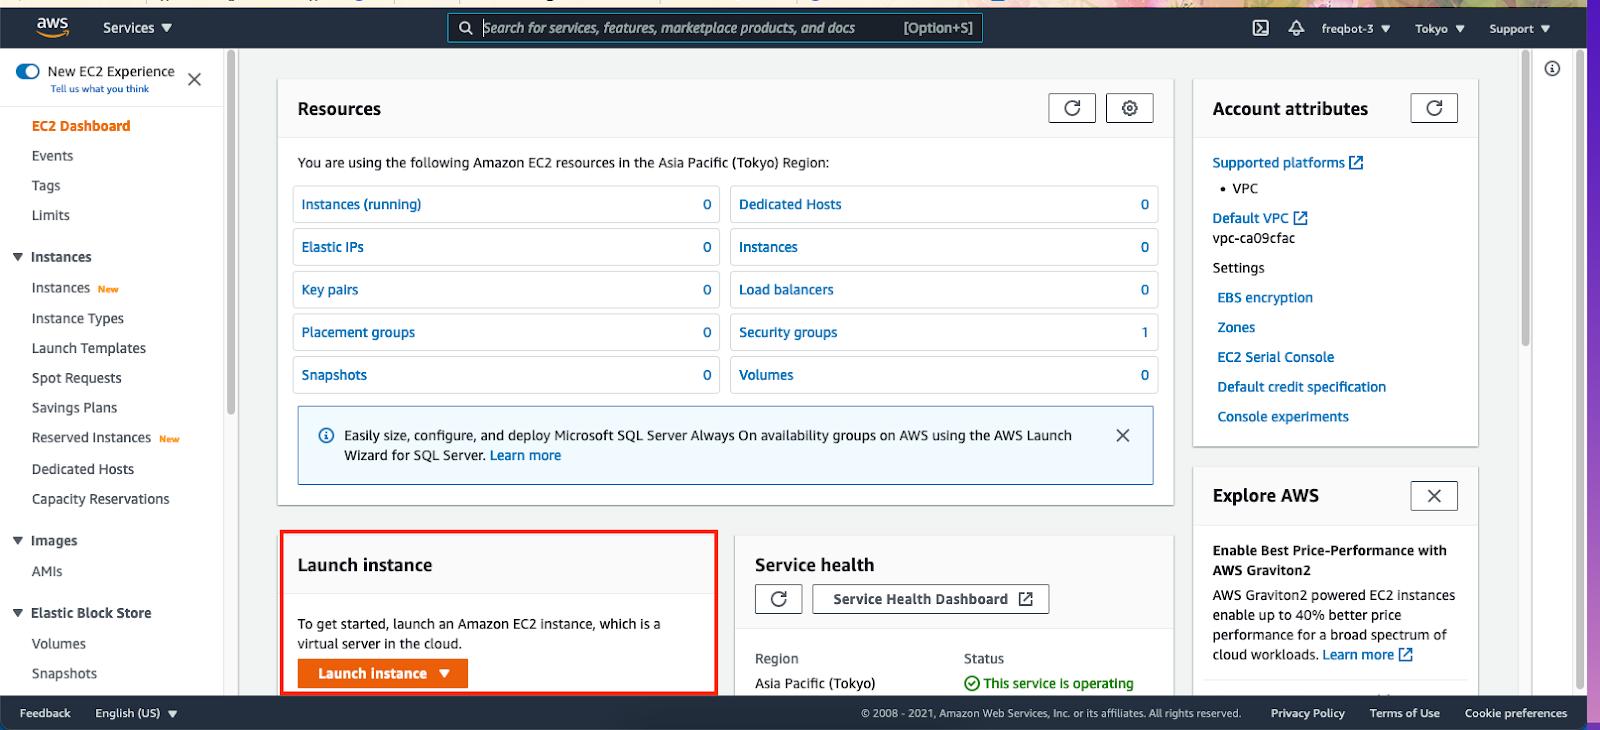 aws
Services
Search for services, features, marketplace products, and docs [Option+S]
freqbot-3
Tokyo
Support
New EC2 Experience
Tell us what you think
EC2 Dashboard
Events
Tags
Limits
Instances
Instances New
Instance Types
Launch Templates
Spot Requests
Savings Plans
Reserved Instances New
Dedicated Hosts
Capacity Reservations
Images
AMIs
Elastic Block Store
Volumes
Snapshots
Resources
You are using the following Amazon EC2 resources in the Asia Pacific (Tokyo) Region:
Instances (running) 0
Dedicated Hosts 0
Elastic IPs 0
Instances 0
Key pairs 0
Load balancers 0
Placement groups 0
Security groups 1
Snapshots 0
Volumes 0
Easily size, configure, and deploy Microsoft SQL Server Always On availability groups on AWS using the AWS Launch
Wizard for SQL Server. Learn more
Launch instance
To get started, launch an Amazon EC2 instance, which is a
virtual server in the cloud.
Launch instance
Service health
Service Health Dashboard
Region
Status
Asia Pacific (Tokyo)
This service is operating
Account attributes
Supported platforms
• VPC
Default VPC
vpc-ca09cfac
Settings
EBS encryption
Zones
EC2 Serial Console
Default credit specification
Console experiments
Explore AWS
Enable Best Price-Performance with
AWS Graviton2
AWS Graviton2 powered EC2 instances
enable up to 40% better price
performance for a broad spectrum of
cloud workloads. Learn more
Feedback
English (US)
© 2008 - 2021, Amazon Web Services, Inc. or its affiliates. All rights reserved.
Privacy Policy
Terms of Use
Cookie preferences